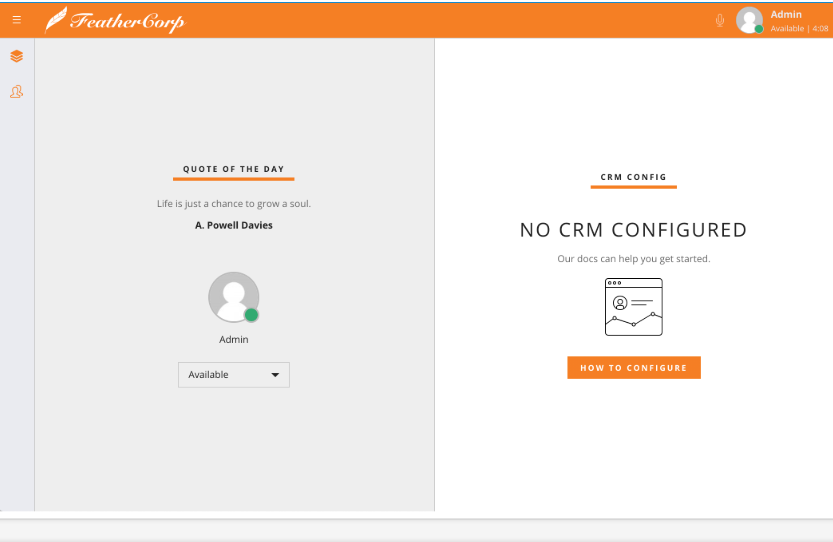 FeatherCorp
Admin
Available | 4:08
QUOTE OF THE DAY
Life is just a chance to grow a soul.
A. Powell Davies
Admin
Available
CRM CONFIG
NO CRM CONFIGURED
Our docs can help you get started.
HOW TO CONFIGURE